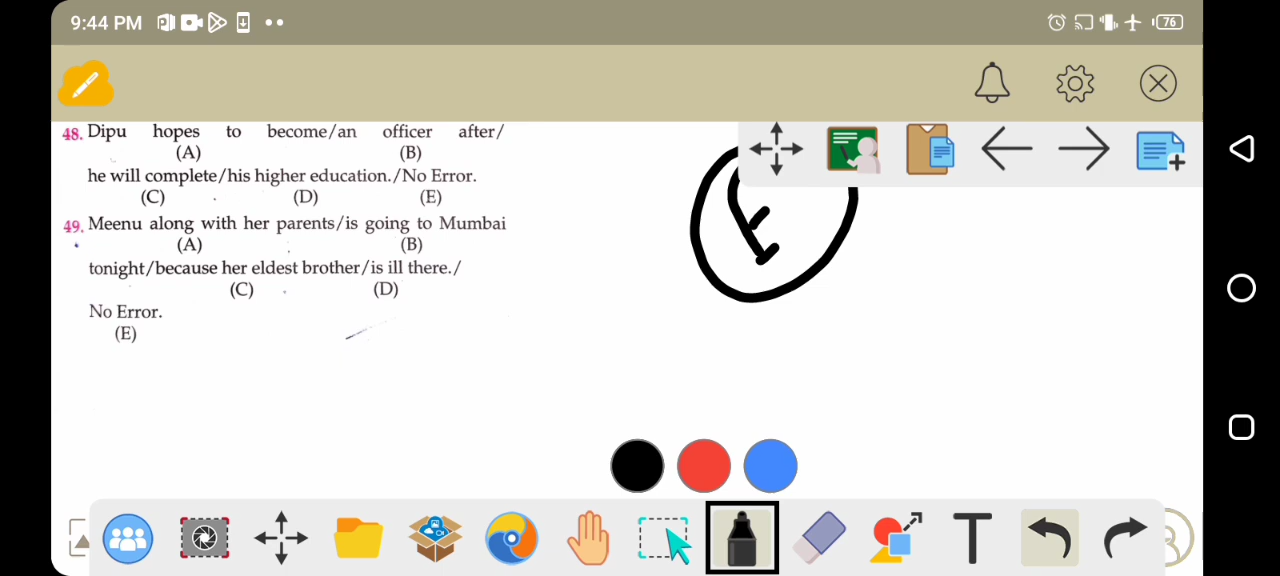 9:44 PM
76
48. Dipu hopes to become/an officer after/
(A) (B)
he will complete/his higher education./No Error.
(C) (D) (E)
49. Meenu along with her parents/is going to Mumbai
(A) (B)
tonight/because her eldest brother/is ill there./
(C) (D)
No Error.
(E)
E
T